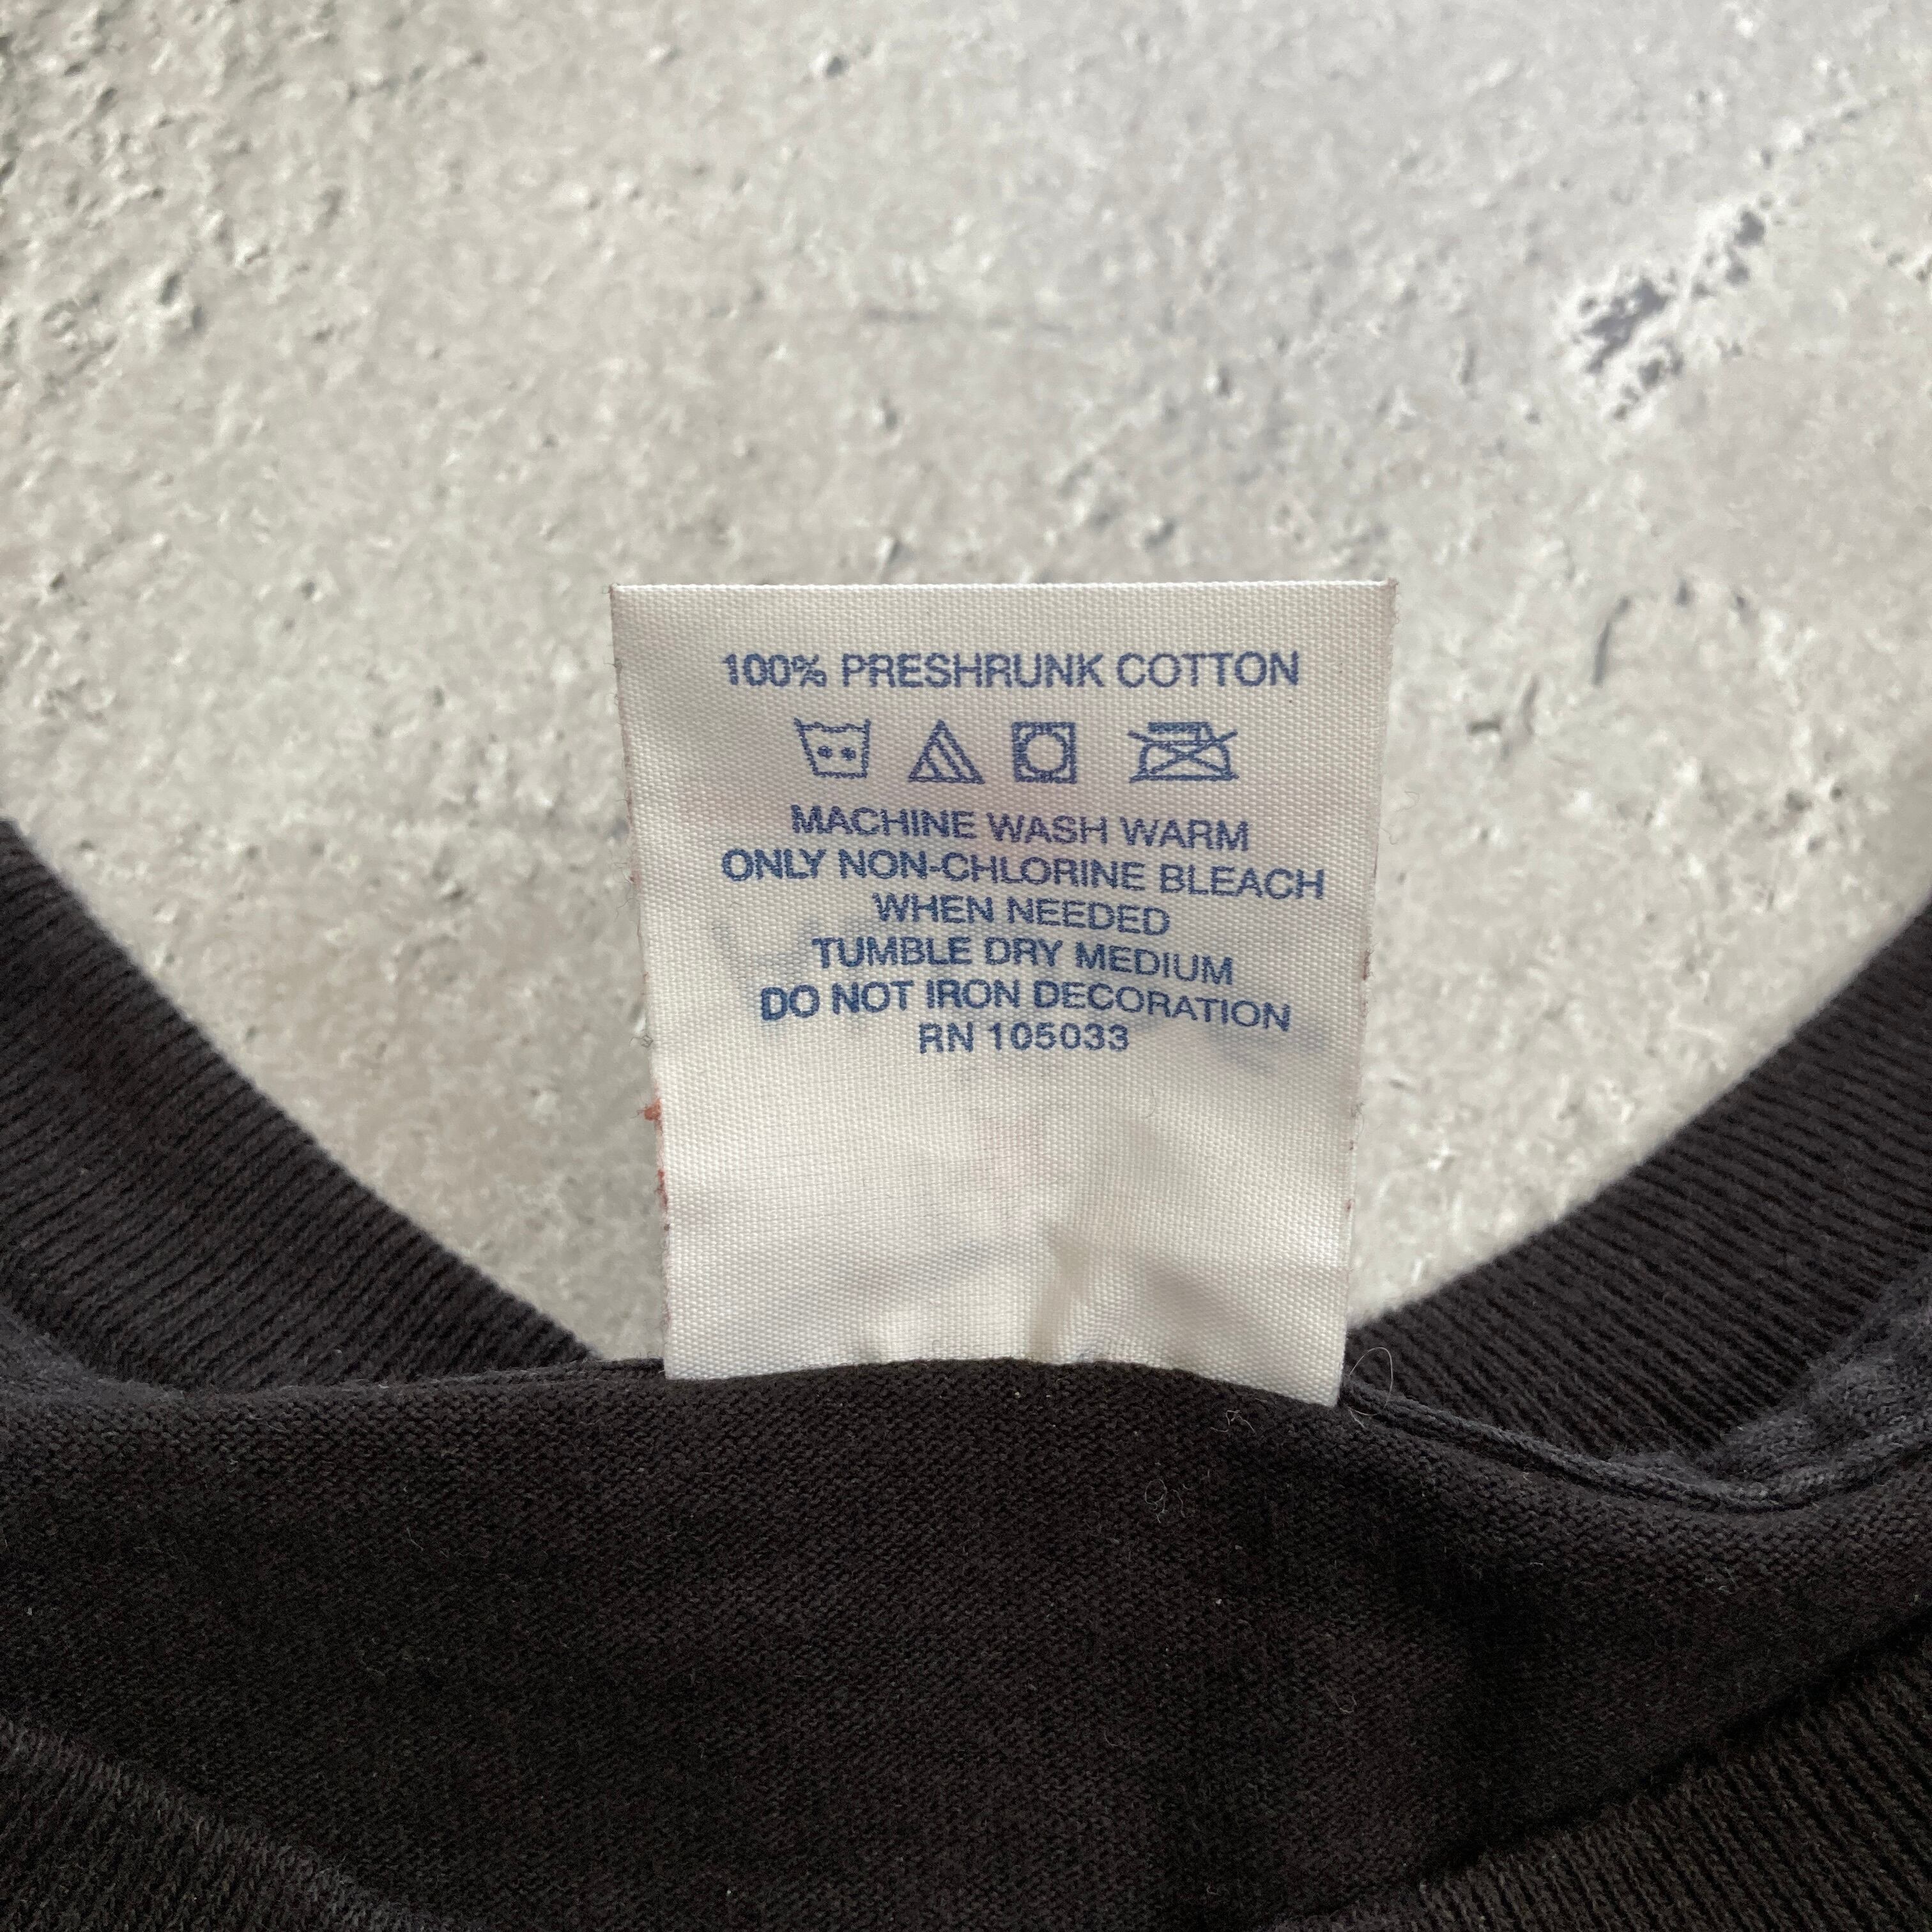 100% PRESHRUNK COTTON
MACHINE WASH WARM
ONLY NON-CHLORINE BLEACH
WHEN NEEDED
TUMBLE DRY MEDIUM
DO NOT IRON DECORATION
RN 105033